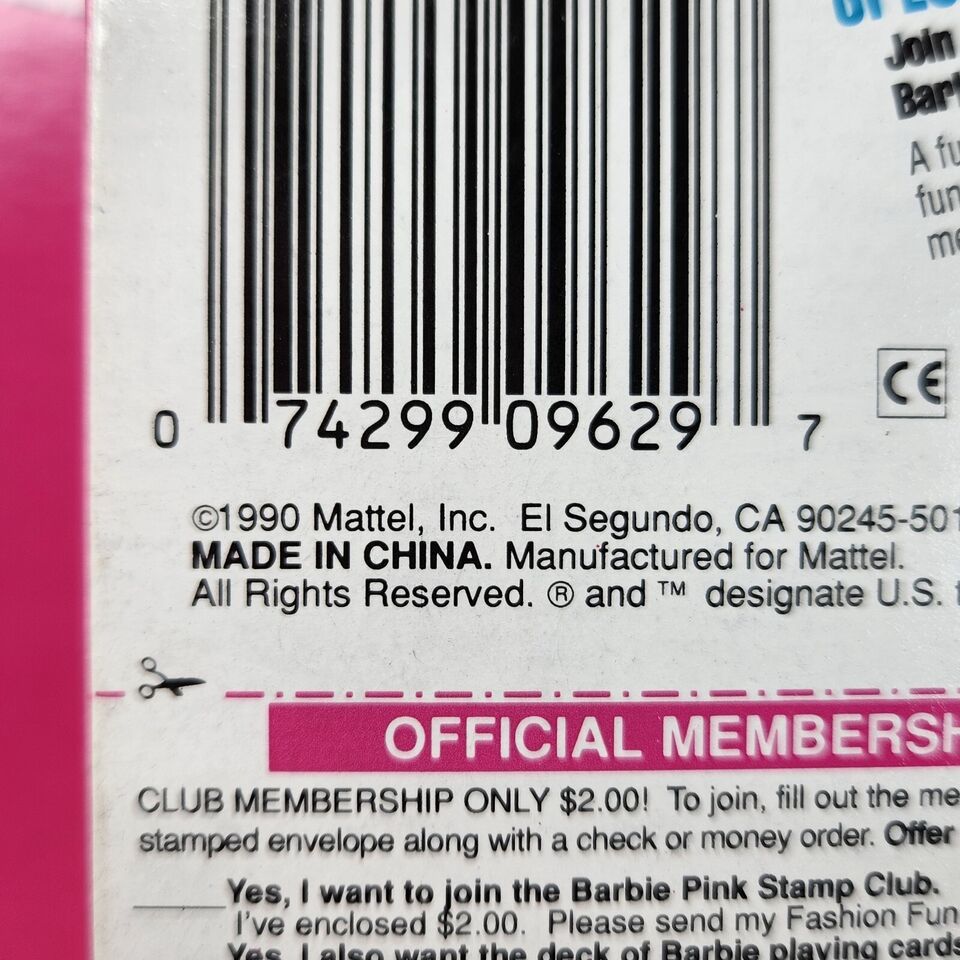 Join
A
CE
0 74299 09629 7
©1990 Mattel, Inc. El Segundo, CA 90245-501
MADE IN CHINA. Manufactured for Mattel.
All Rights Reserved. ® and ™ designate U.S.
OFFICIAL MEMBERSH
CLUB MEMBERSHIP ONLY $2.00! To join, fill out the me
stamped envelope along with a check or money order. Offer
Yes, I want to join the Barbie Pink Stamp Club.
I've enclosed $2.00. Please send my Fashion Fun
Yes, I also want the deck of Barbie playing cards